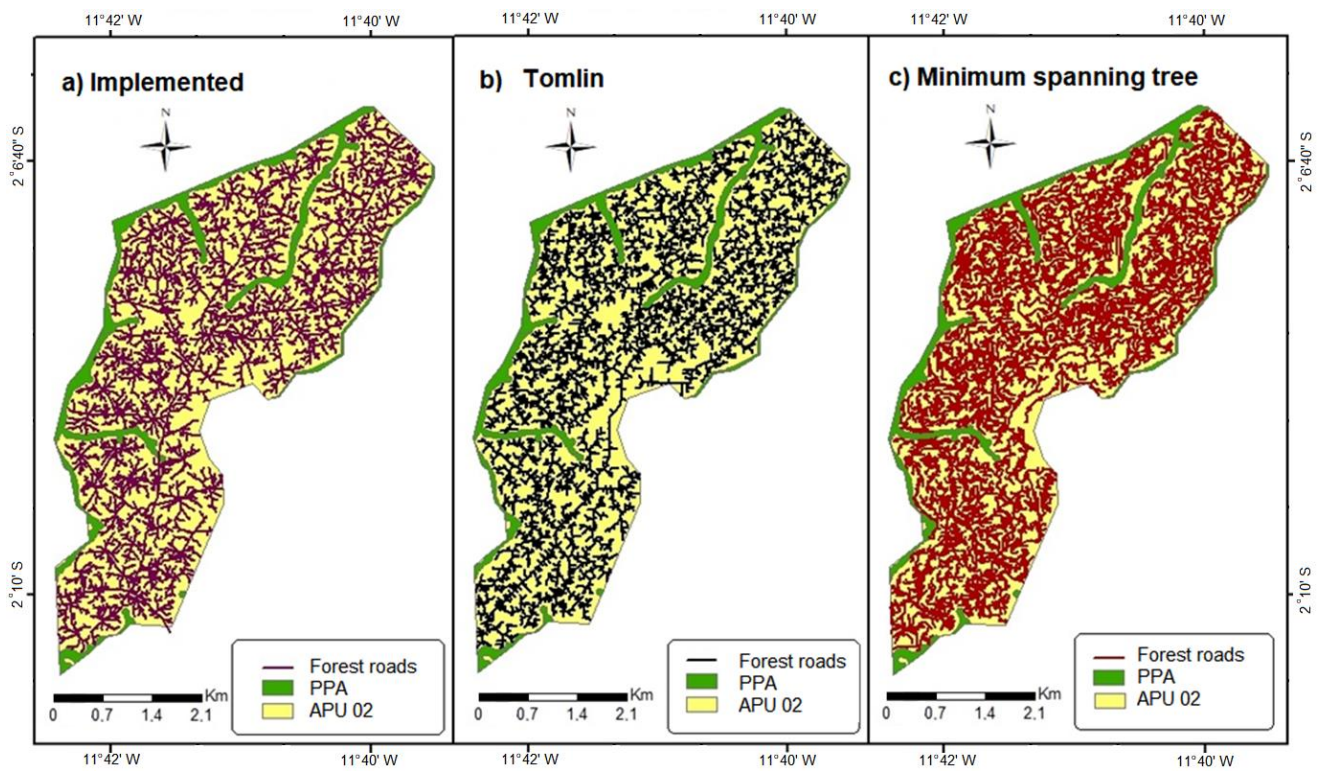 11°42' W 11°40' W 11°42' W 11°40' W 11°42' W 11°40' W
a) Implemented
N
2°6'40" S
Forest roads
PPA
APU 02
Km
0 0.7 1.4 2.1
2°10' S
b) Tomlin
N
Forest roads
PPA
APU 02
Km
0 0.7 1.4 2.1
c) Minimum spanning tree
N
2°6'40" S
Forest roads
PPA
APU 02
Km
0 0.7 1.4 2.1
2°10' S
11°42' W 11°40' W 11°42' W 11°40' W 11°42' W 11°40' W